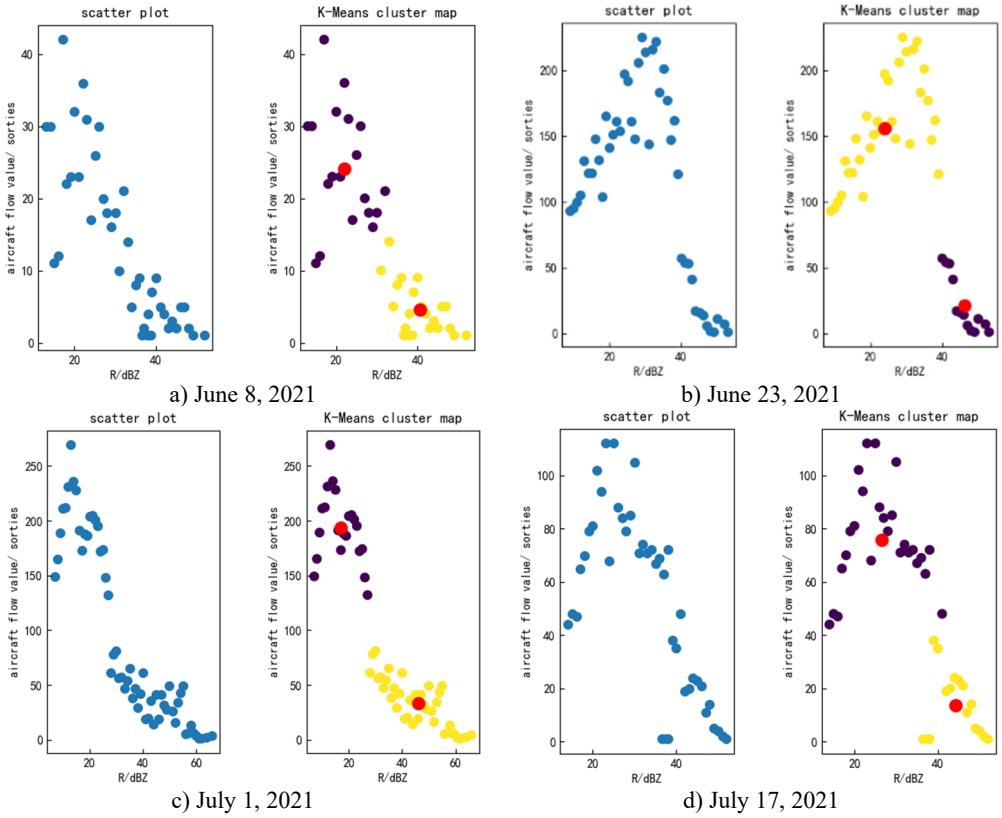 scatter plot
K-Means cluster map
aircraft flow value/ sorties
40
30
20
10
0
20
40
R/dBZ
aircraft flow value/ sorties
40
30
20
10
0
20
40
R/dBZ
a) June 8, 2021
scatter plot
K-Means cluster map
aircraft flow value/ sorties
200
150
100
50
0
20
40
R/dBZ
aircraft flow value/ sorties
200
150
100
50
0
20
40
R/dBZ
b) June 23, 2021
scatter plot
K-Means cluster map
aircraft flow value/ sorties
250
200
150
100
50
0
20
40
60
R/dBZ
aircraft flow value/ sorties
250
200
150
100
50
0
20
40
60
R/dBZ
c) July 1, 2021
scatter plot
K-Means cluster map
aircraft flow value/ sorties
100
80
60
40
20
0
20
40
R/dBZ
aircraft flow value/ sorties
100
80
60
40
20
0
20
40
R/dBZ
d) July 17, 2021